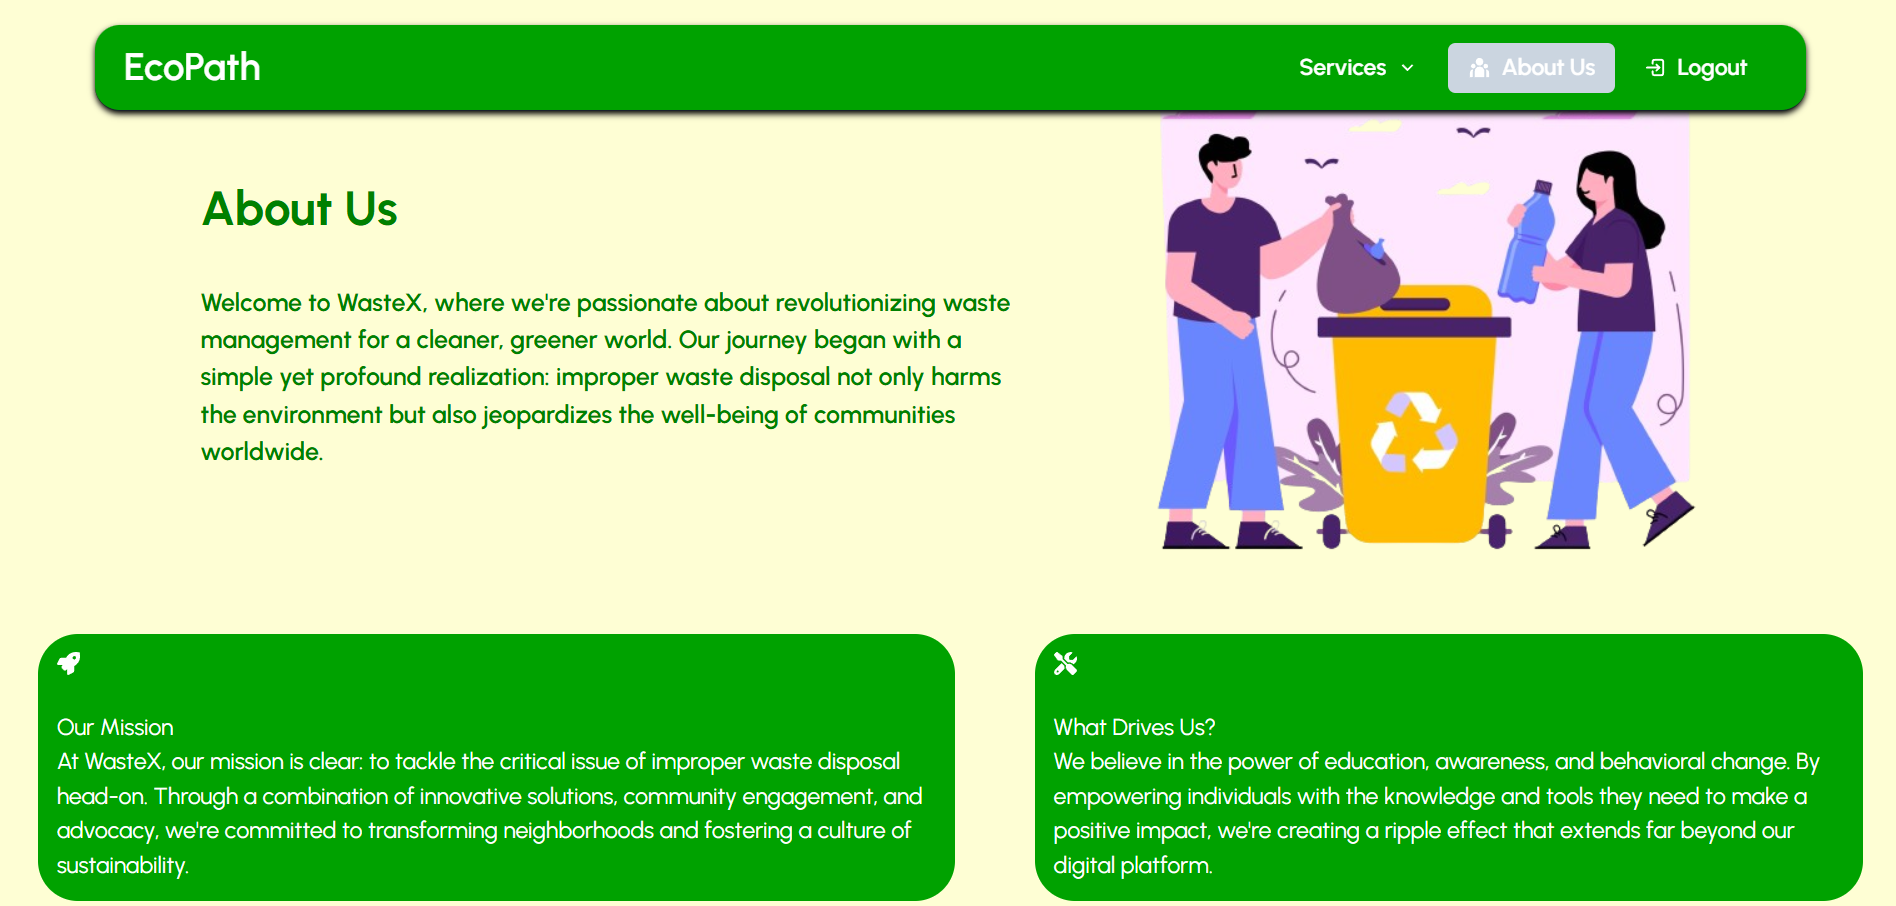 EcoPath
Services
About Us
Logout
About Us
Welcome to WasteX, where we're passionate about revolutionizing waste
management for a cleaner, greener world. Our journey began with a
simple yet profound realization: improper waste disposal not only harms
the environment but also jeopardizes the well-being of communities
worldwide.
Our Mission
At WasteX, our mission is clear: to tackle the critical issue of improper waste disposal
head-on. Through a combination of innovative solutions, community engagement, and
advocacy, we're committed to transforming neighborhoods and fostering a culture of
sustainability.
What Drives Us?
We believe in the power of education, awareness, and behavioral change. By
empowering individuals with the knowledge and tools they need to make a
positive impact, we're creating a ripple effect that extends far beyond our
digital platform.